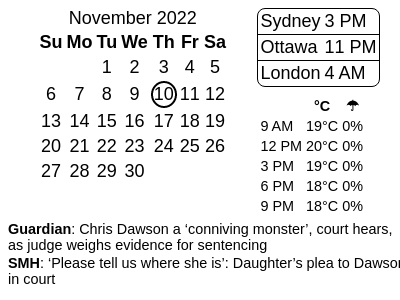 November 2022
Su Mo Tu We Th Fr Sa
1 2 3 4 5
6 7 8 9 10 11 12
13 14 15 16 17 18 19
20 21 22 23 24 25 26
27 28 29 30
Sydney 3 PM
Ottawa 11 PM
London 4 AM
°C ☂
9 AM 19°C 0%
12 PM 20°C 0%
3 PM 19°C 0%
6 PM 18°C 0%
9 PM 18°C 0%
Guardian: Chris Dawson a ‘conniving monster’, court hears,
as judge weighs evidence for sentencing
SMH: ‘Please tell us where she is’: Daughter’s plea to Dawson
in court